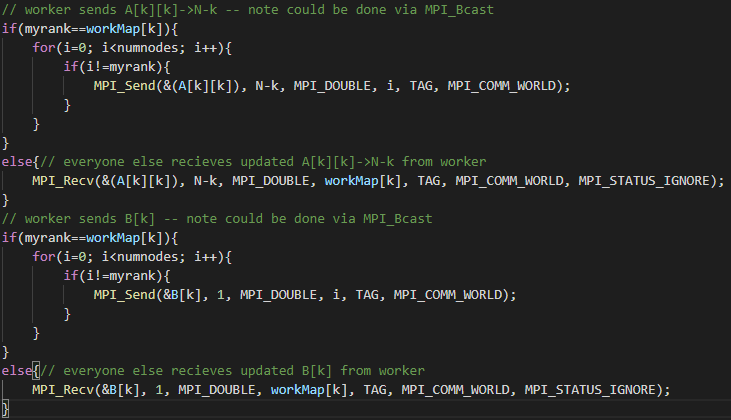 // worker sends A[k][k]->N-k -- note could be done via MPI_Bcast
if(myrank==workMap[k]){
    for(i=0; i<numnodes; i++){
        if(i!=myrank){
            MPI_Send(&(A[k][k]), N-k, MPI_DOUBLE, i, TAG, MPI_COMM_WORLD);
        }
    }
}
else{// everyone else recieves updated A[k][k]->N-k from worker
    MPI_Recv(&(A[k][k]), N-k, MPI_DOUBLE, workMap[k], TAG, MPI_COMM_WORLD, MPI_STATUS_IGNORE);
}
// worker sends B[k] -- note could be done via MPI_Bcast
if(myrank==workMap[k]){
    for(i=0; i<numnodes; i++){
        if(i!=myrank){
            MPI_Send(&B[k], 1, MPI_DOUBLE, i, TAG, MPI_COMM_WORLD);
        }
    }
}
else{// everyone else recieves updated B[k] from worker
    MPI_Recv(&B[k], 1, MPI_DOUBLE, workMap[k], TAG, MPI_COMM_WORLD, MPI_STATUS_IGNORE);
}